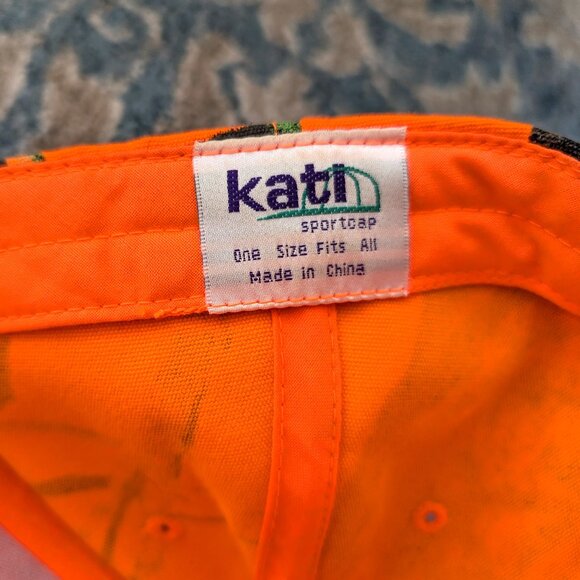 kati
sportcap
One Size Fits All
Made in China